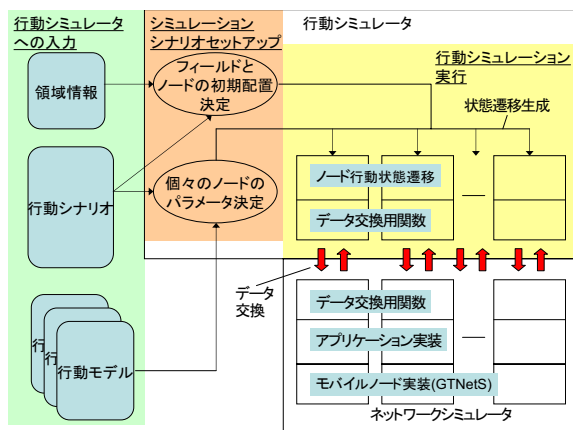 行動シミュレータ
への入力
領域情報
行動シナリオ
行
行
行動モデル
シミュレーション
シナリオセットアップ
フィールドと
ノードの初期配置
決定
個々のノードの
パラメータ決定
行動シミュレータ
行動シミュレーション
実行
状態遷移生成
ノード行動状態遷移
データ交換用関数
データ
交換
データ交換用関数
アプリケーション実装
モバイルノード実装(GTNetS)
ネットワークシミュレータ